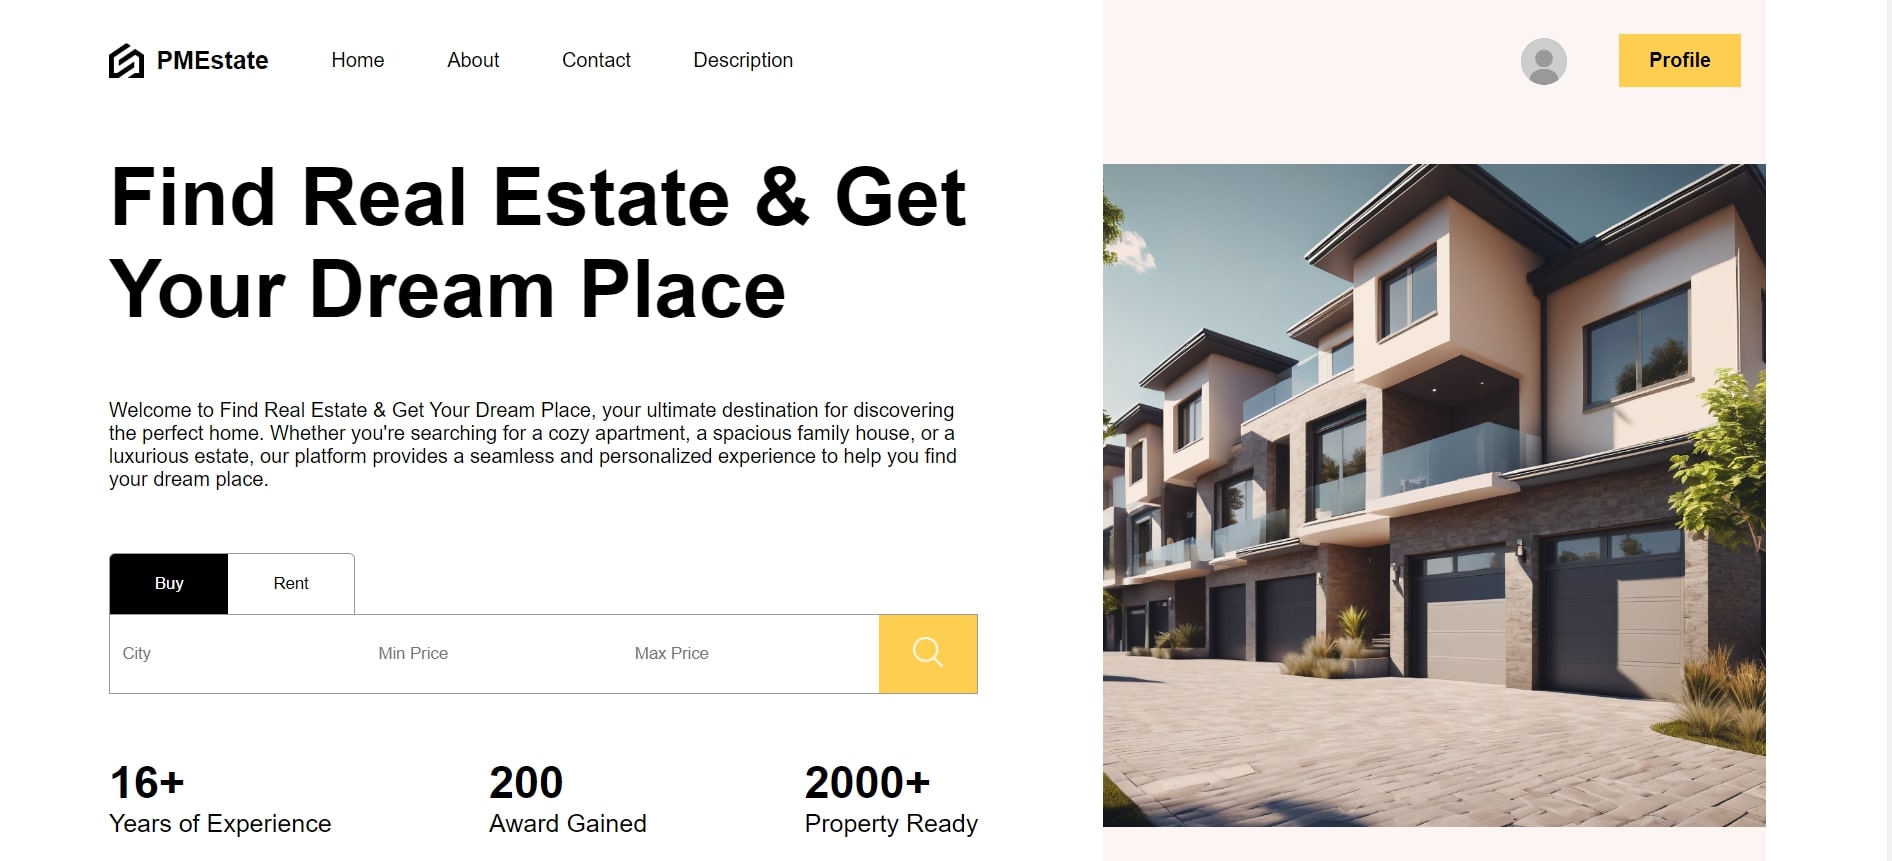 PMEstate Home About Contact Description Profile
Find Real Estate & Get
Your Dream Place
Welcome to Find Real Estate & Get Your Dream Place, your ultimate destination for discovering
the perfect home. Whether you're searching for a cozy apartment, a spacious family house, or a
luxurious estate, our platform provides a seamless and personalized experience to help you find
your dream place.
Buy Rent
City Min Price Max Price
16+ 200 2000+
Years of Experience Award Gained Property Ready